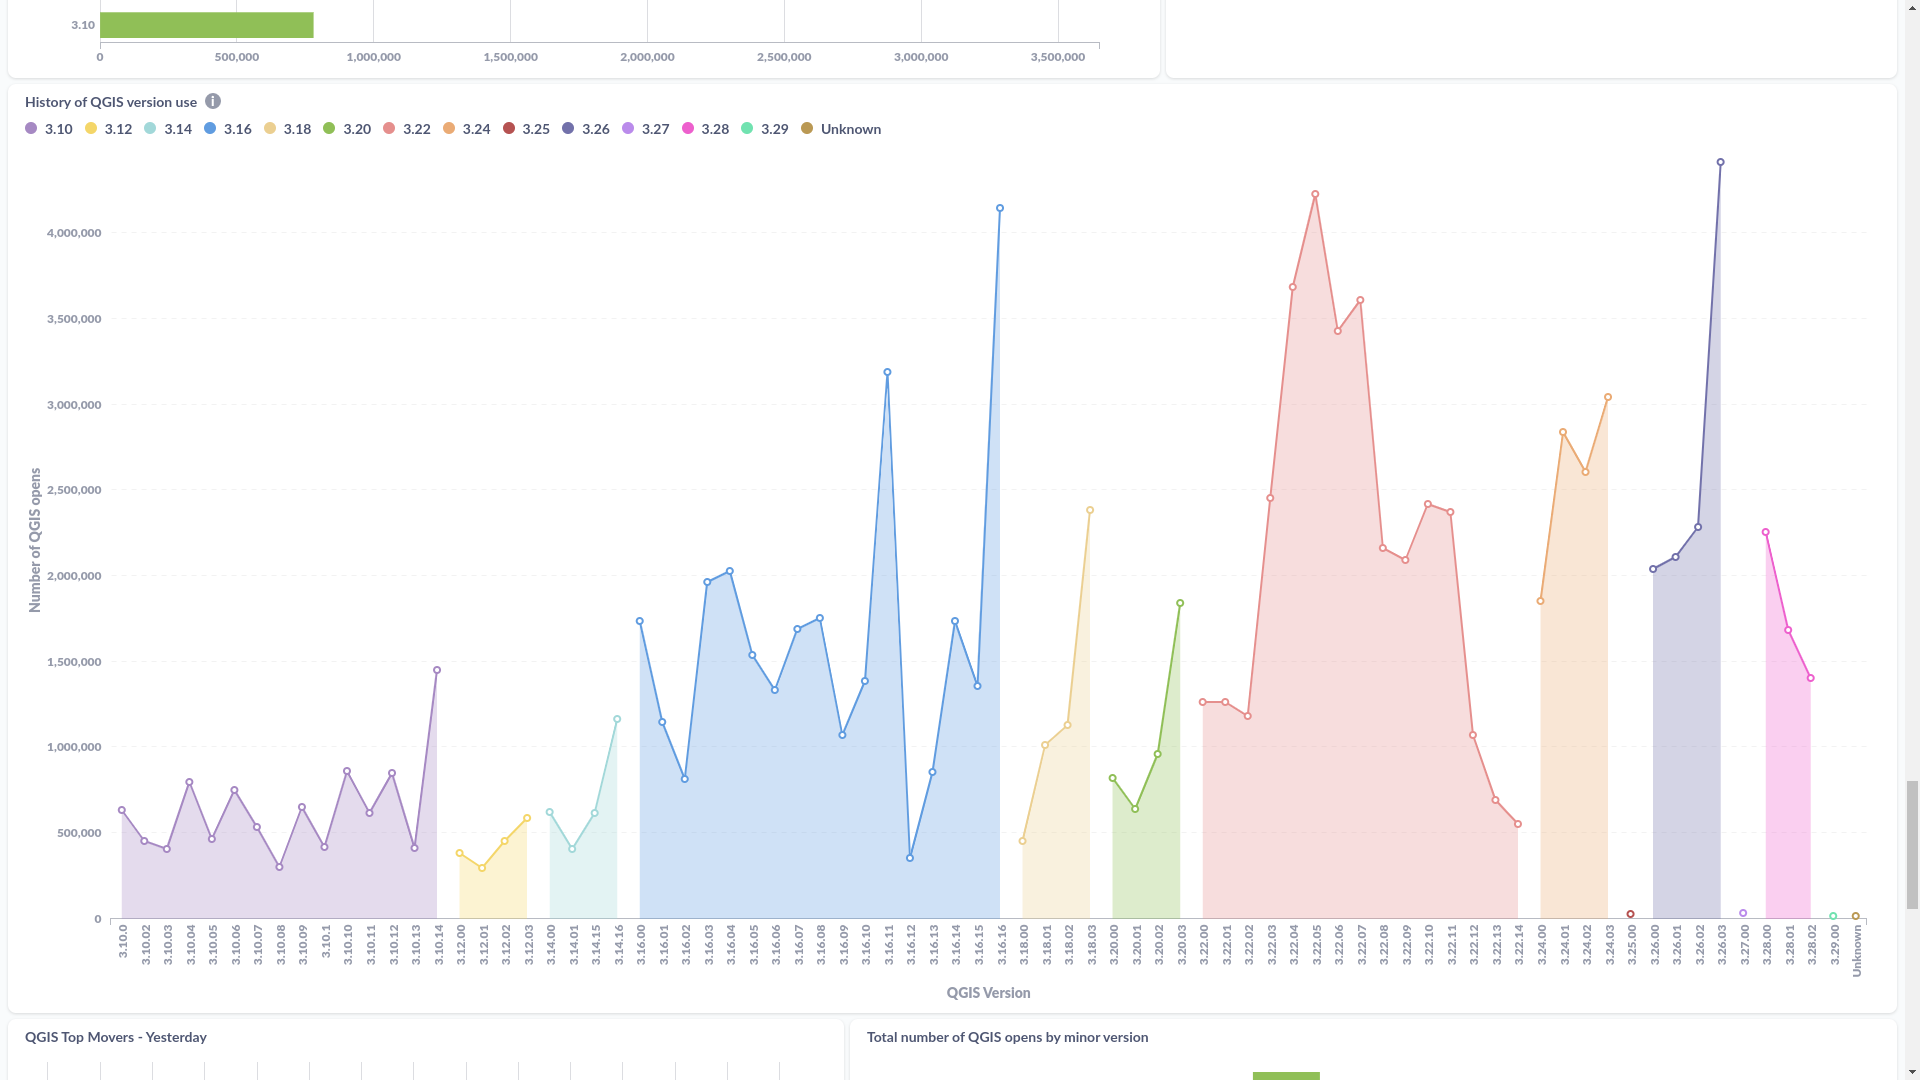 3.10
0 500,000 1,000,000 1,500,000 2,000,000 2,500,000 3,000,000 3,500,000
History of QGIS version use i
3.10 3.12 3.14 3.16 3.18 3.20 3.22 3.24 3.25 3.26 3.27 3.28 3.29 Unknown
Number of QGIS opens
4,000,000
3,500,000
3,000,000
2,500,000
2,000,000
1,500,000
1,000,000
500,000
0
3.10.0 3.10.02 3.10.03 3.10.04 3.10.05 3.10.06 3.10.07 3.10.08 3.10.09 3.10.1 3.10.10 3.10.11 3.10.12 3.10.13 3.10.14 3.12.00 3.12.01 3.12.02 3.12.03 3.14.00 3.14.01 3.14.15 3.14.16 3.16.00 3.16.01 3.16.02 3.16.03 3.16.04 3.16.05 3.16.06 3.16.07 3.16.08 3.16.09 3.16.10 3.16.11 3.16.12 3.16.13 3.16.14 3.16.15 3.16.16 3.18.00 3.18.01 3.18.02 3.18.03 3.20.00 3.20.01 3.20.02 3.20.03 3.22.00 3.22.01 3.22.02 3.22.03 3.22.04 3.22.05 3.22.06 3.22.07 3.22.08 3.22.09 3.22.10 3.22.11 3.22.12 3.22.13 3.22.14 3.24.00 3.24.01 3.24.02 3.24.03 3.25.00 3.26.00 3.26.01 3.26.02 3.26.03 3.27.00 3.28.00 3.28.01 3.28.02 3.29.00 Unknown
QGIS Version
QGIS Top Movers - Yesterday
Total number of QGIS opens by minor version